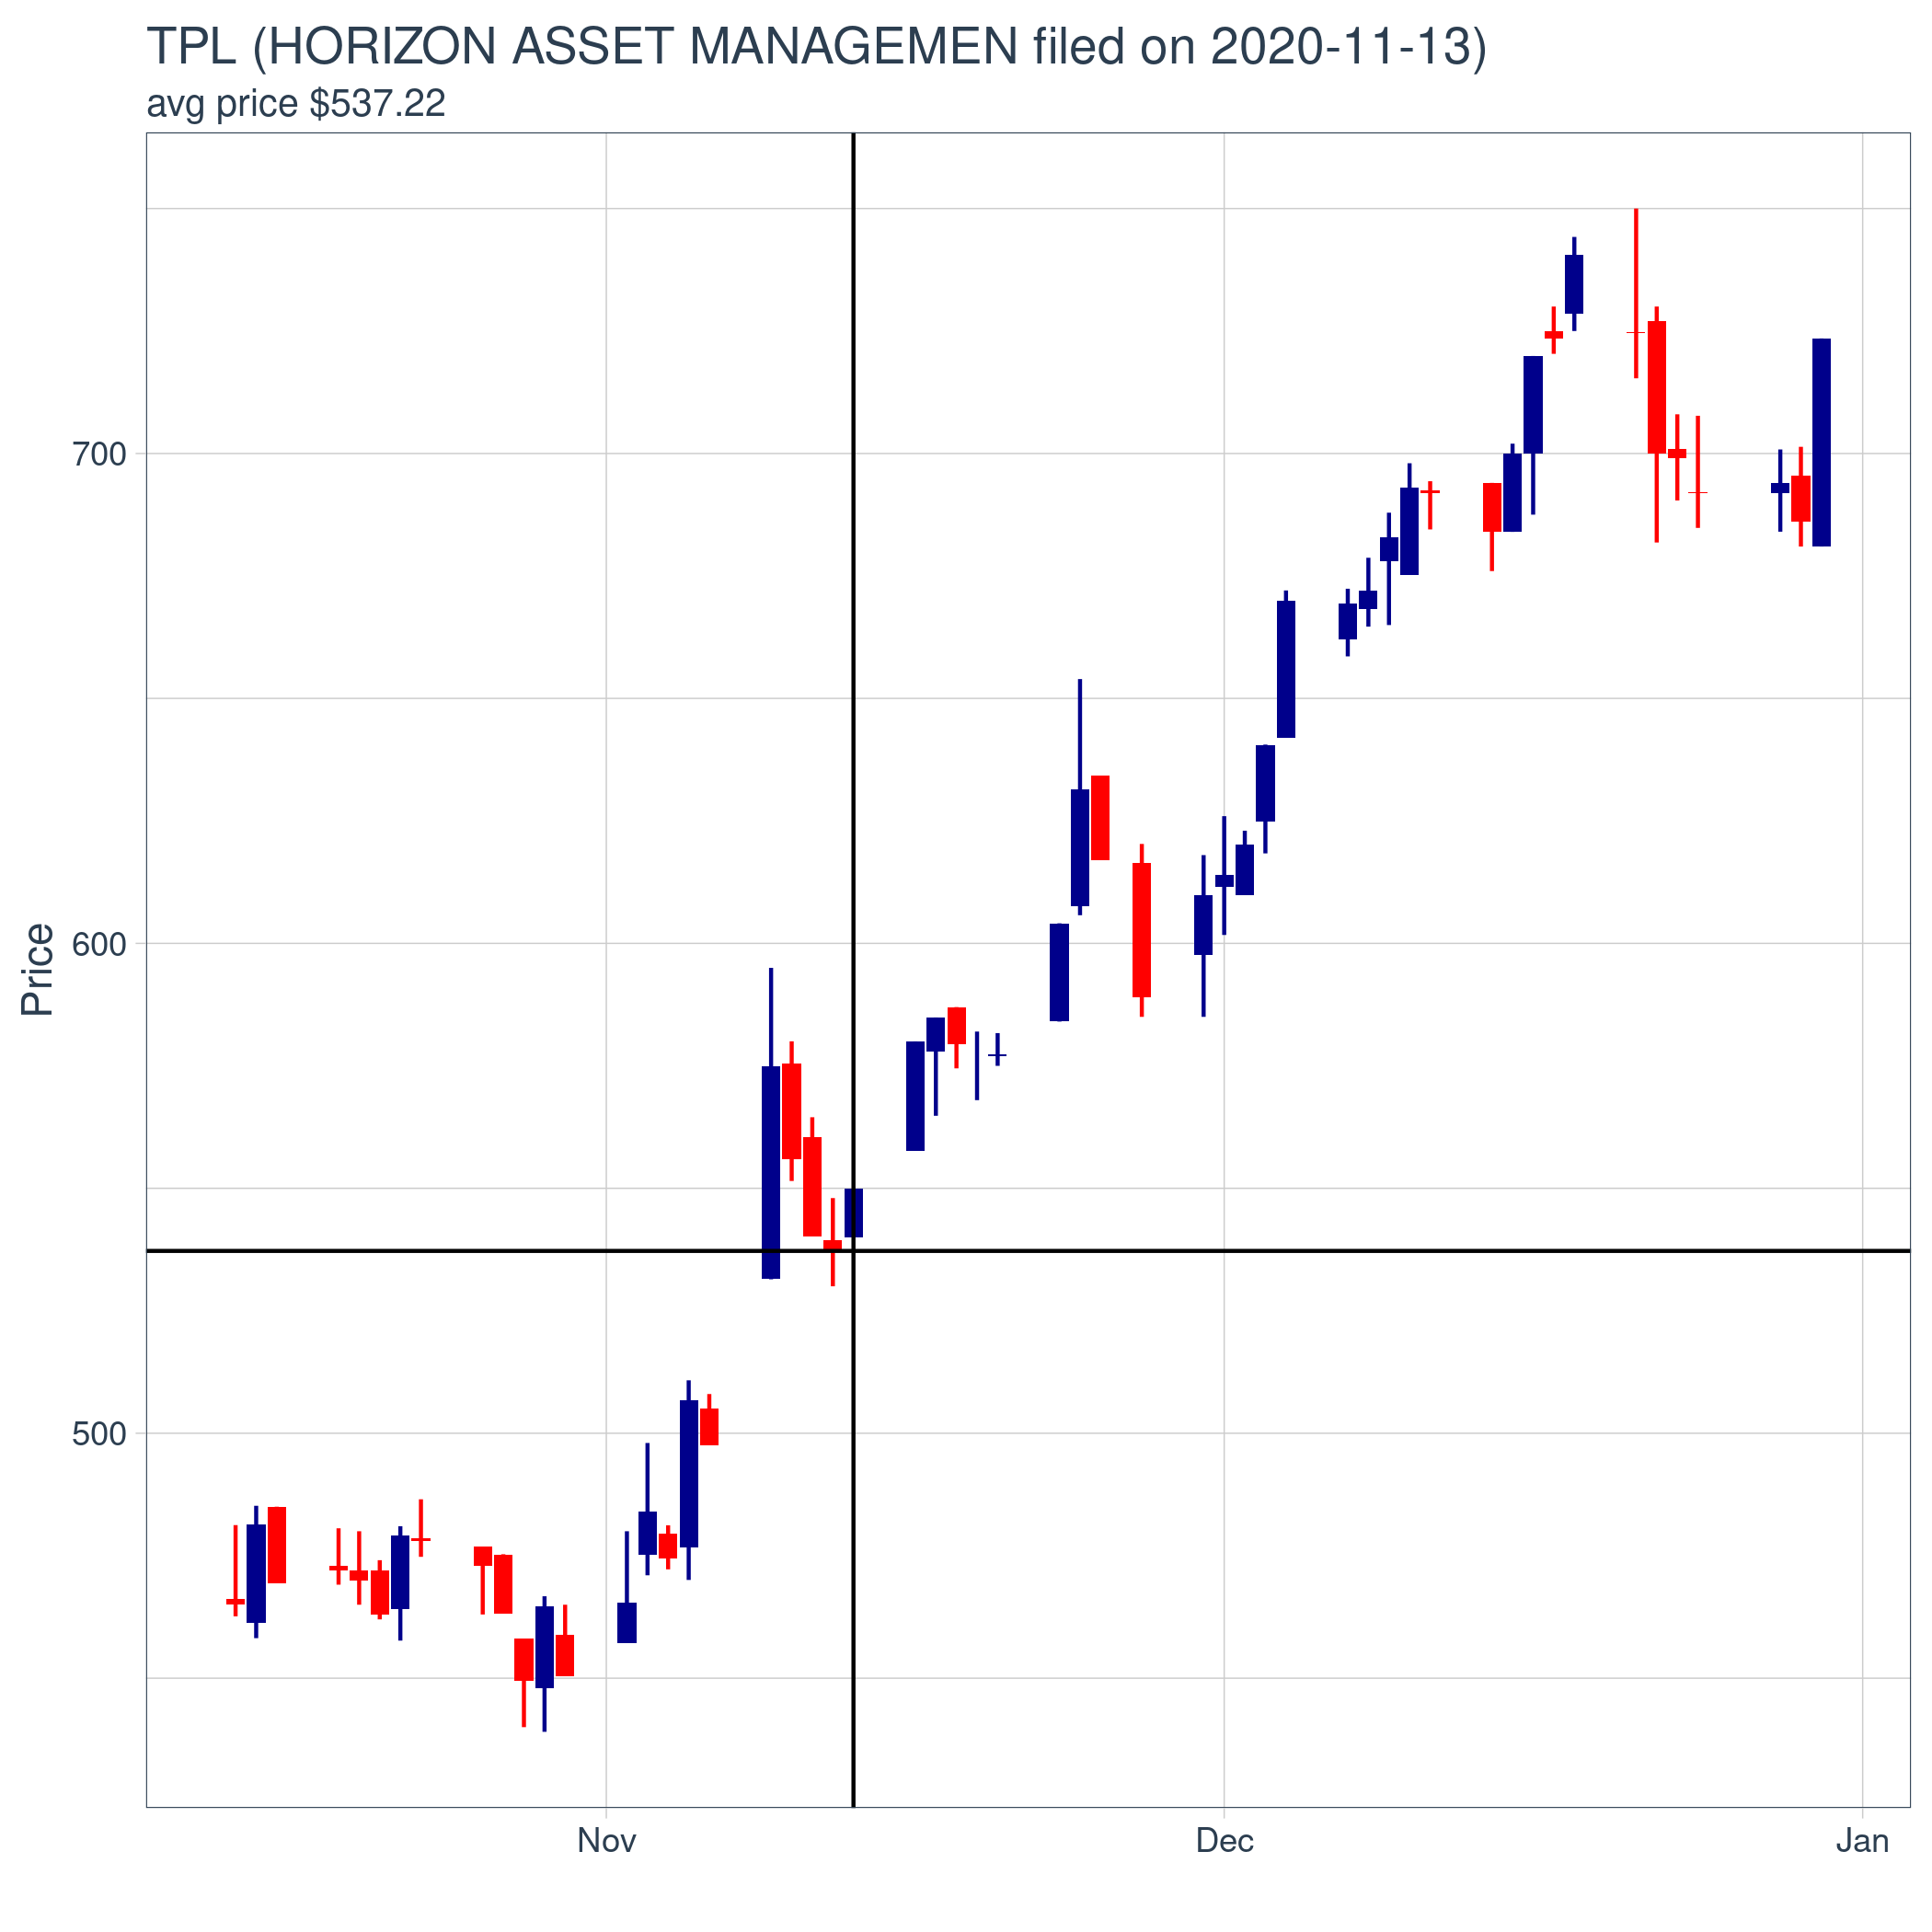 TPL (HORIZON ASSET MANAGEMEN filed on 2020-11-13)
avg price $537.22
Price
700
600
500
Nov Dec Jan